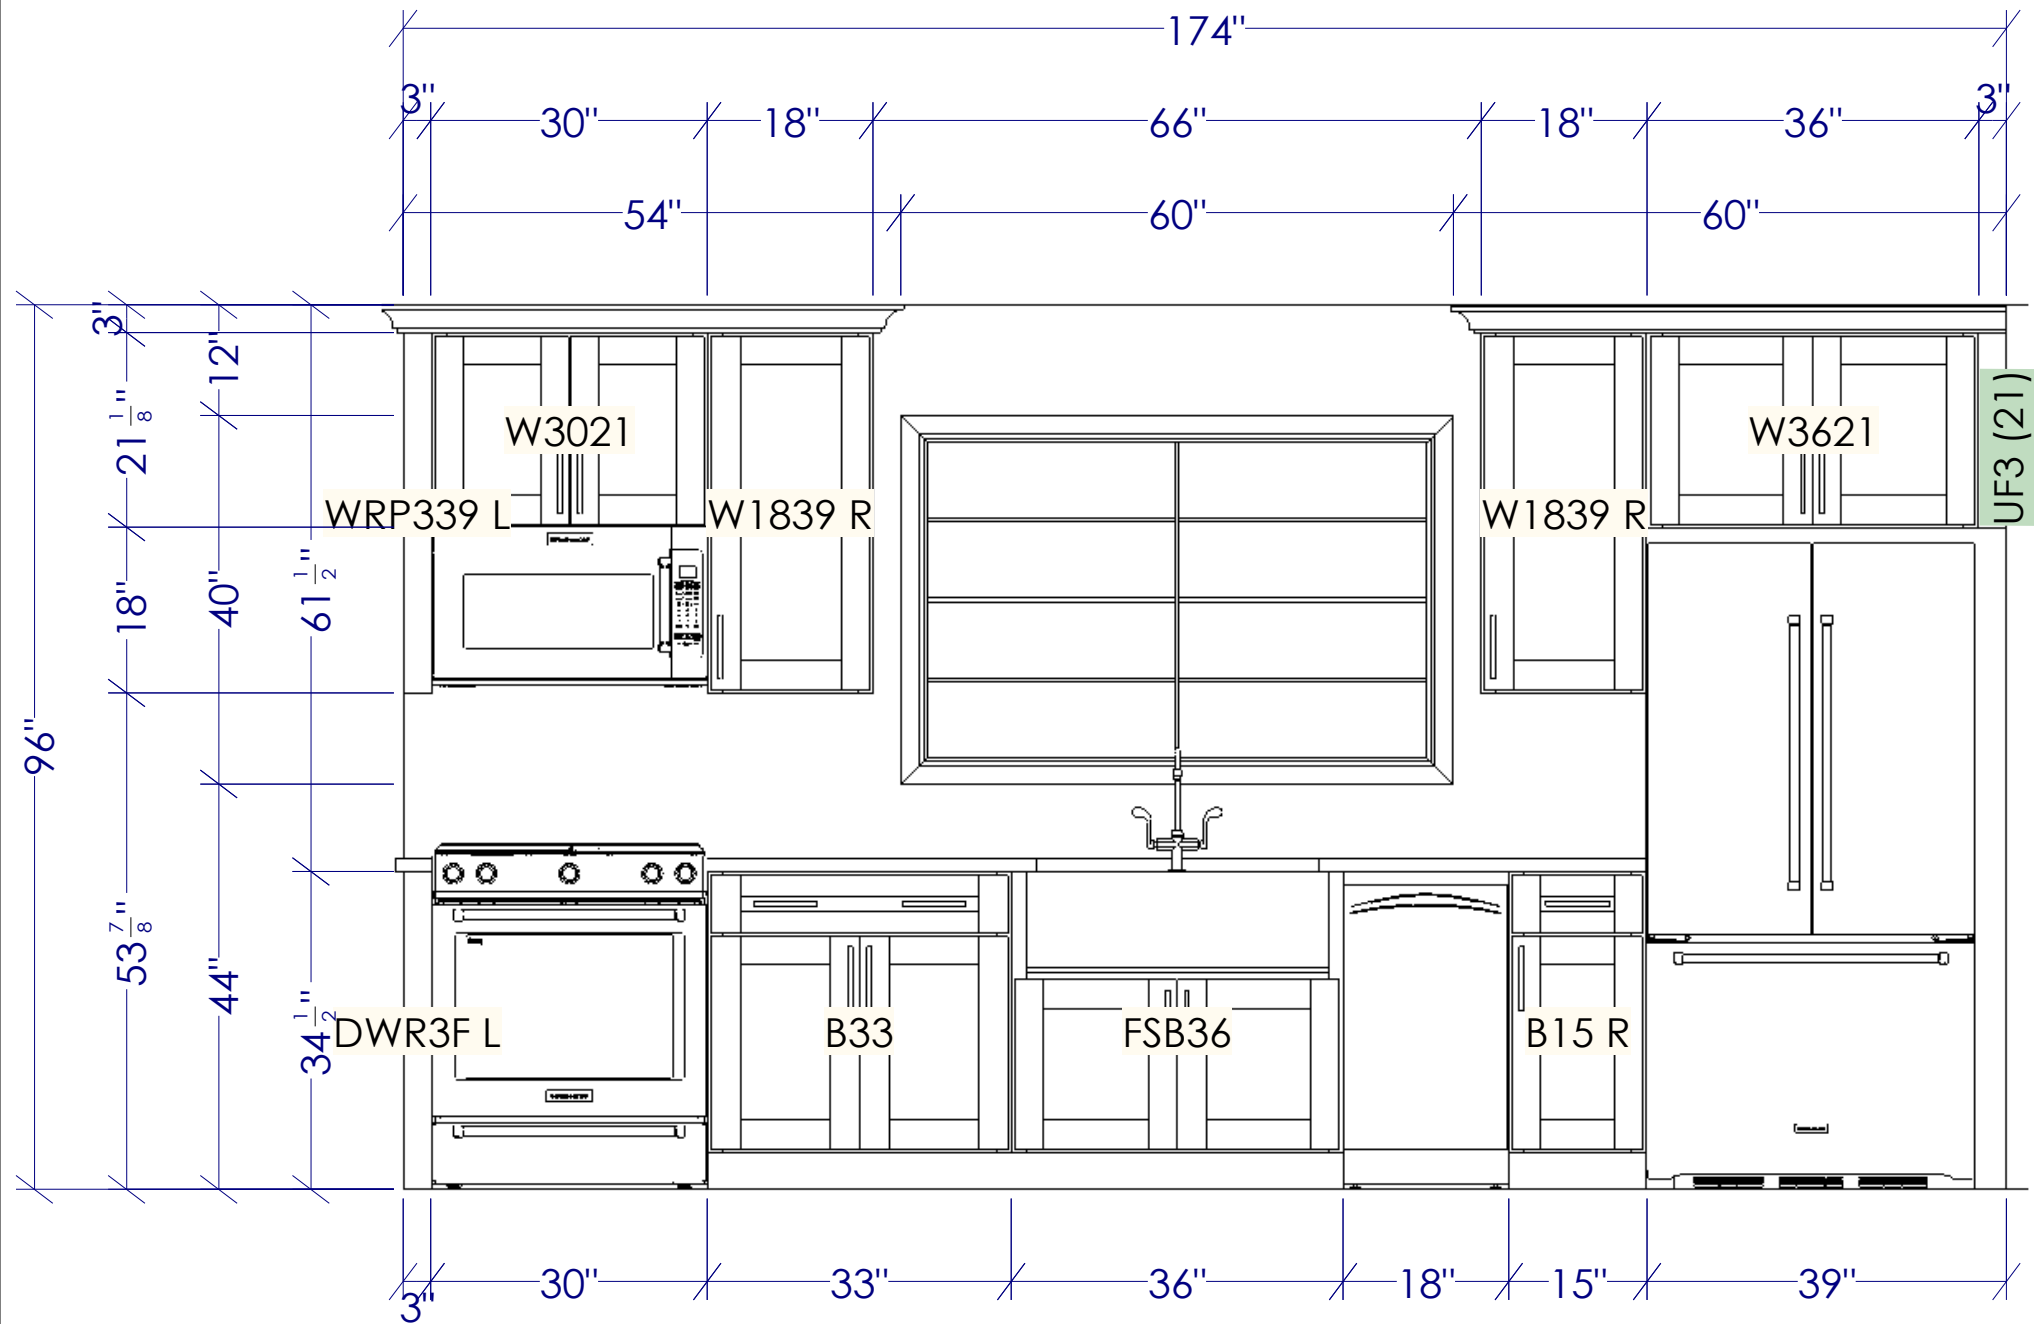 174"
3" 30" 18" 66" 18" 36" 3"
54" 60" 60"
96"
3" 21 1/8" 18" 53 7/8"
12" 40" 44"
61 1/2" 34 1/2"
W3021 W3621
UF3 (21)
WRP339 L W1839 R W1839 R
DWR3F L B33 FSB36 B15 R
3" 30" 33" 36" 18" 15" 39"